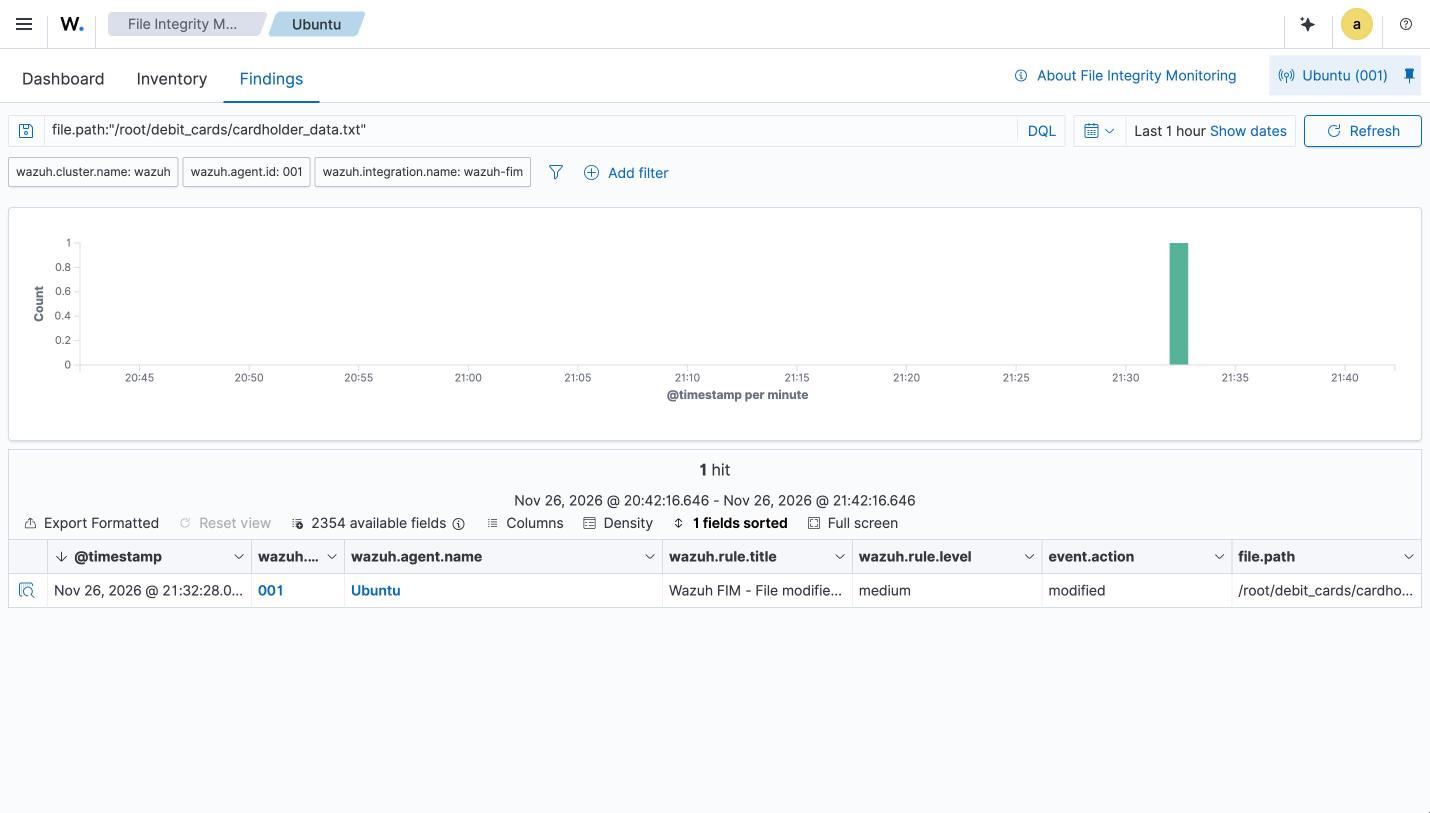 W. File Integrity M... Ubuntu a
Dashboard Inventory Findings About File Integrity Monitoring Ubuntu (001)
file.path:"/root/debit_cards/cardholder_data.txt" DQL Last 1 hour Show dates Refresh
wazuh.cluster.name: wazuh wazuh.agent.id: 001 wazuh.integration.name: wazuh-fim Add filter
1
0.8
0.6
0.4
0.2
0
Count
20:45 20:50 20:55 21:00 21:05 21:10 21:15 21:20 21:25 21:30 21:35 21:40
@timestamp per minute
1 hit
Nov 26, 2026 @ 20:42:16.646 - Nov 26, 2026 @ 21:42:16.646
Export Formatted Reset view 2354 available fields Columns Density 1 fields sorted Full screen
@timestamp wazuh.... wazuh.agent.name wazuh.rule.title wazuh.rule.level event.action file.path
Nov 26, 2026 @ 21:32:28.0... 001 Ubuntu Wazuh FIM - File modifie... medium modified /root/debit_cards/cardho...